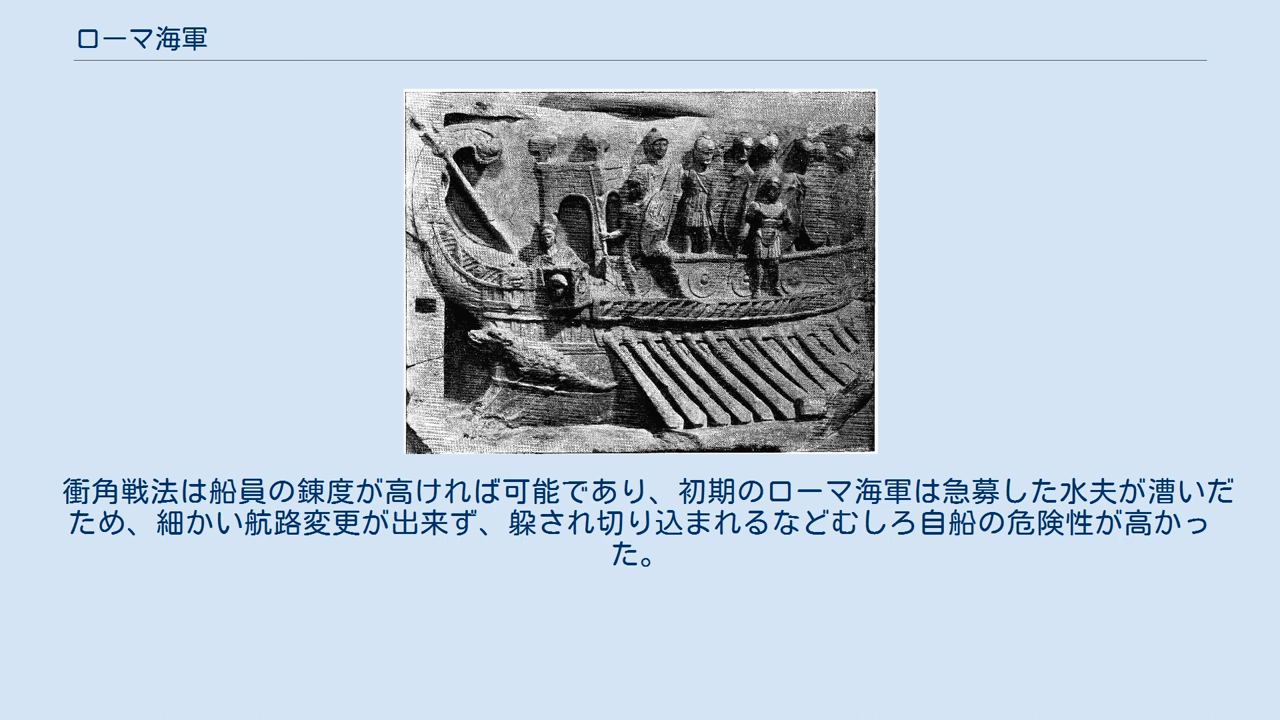 ローマ海軍
衝角戦法は船員の錬度が高ければ可能であり、初期のローマ海軍は急募した水夫が漕いだ
ため、細かい航路変更が出来ず、躱され切り込まれるなどむしろ自船の危険性が高かっ
た。